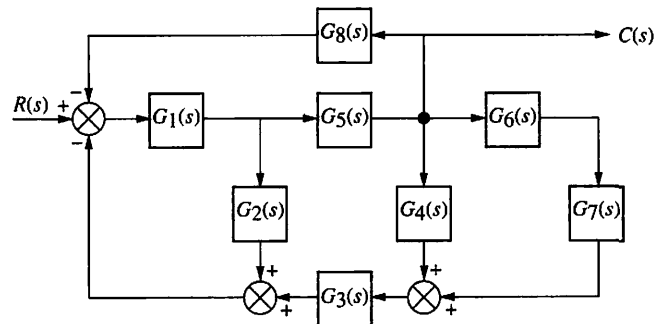 G8(s)
C(s)
−
R(s)
+
G1(s)
G5(s)
G6(s)
−
G2(s)
G4(s)
G7(s)
+
+
+
G3(s)
+
+